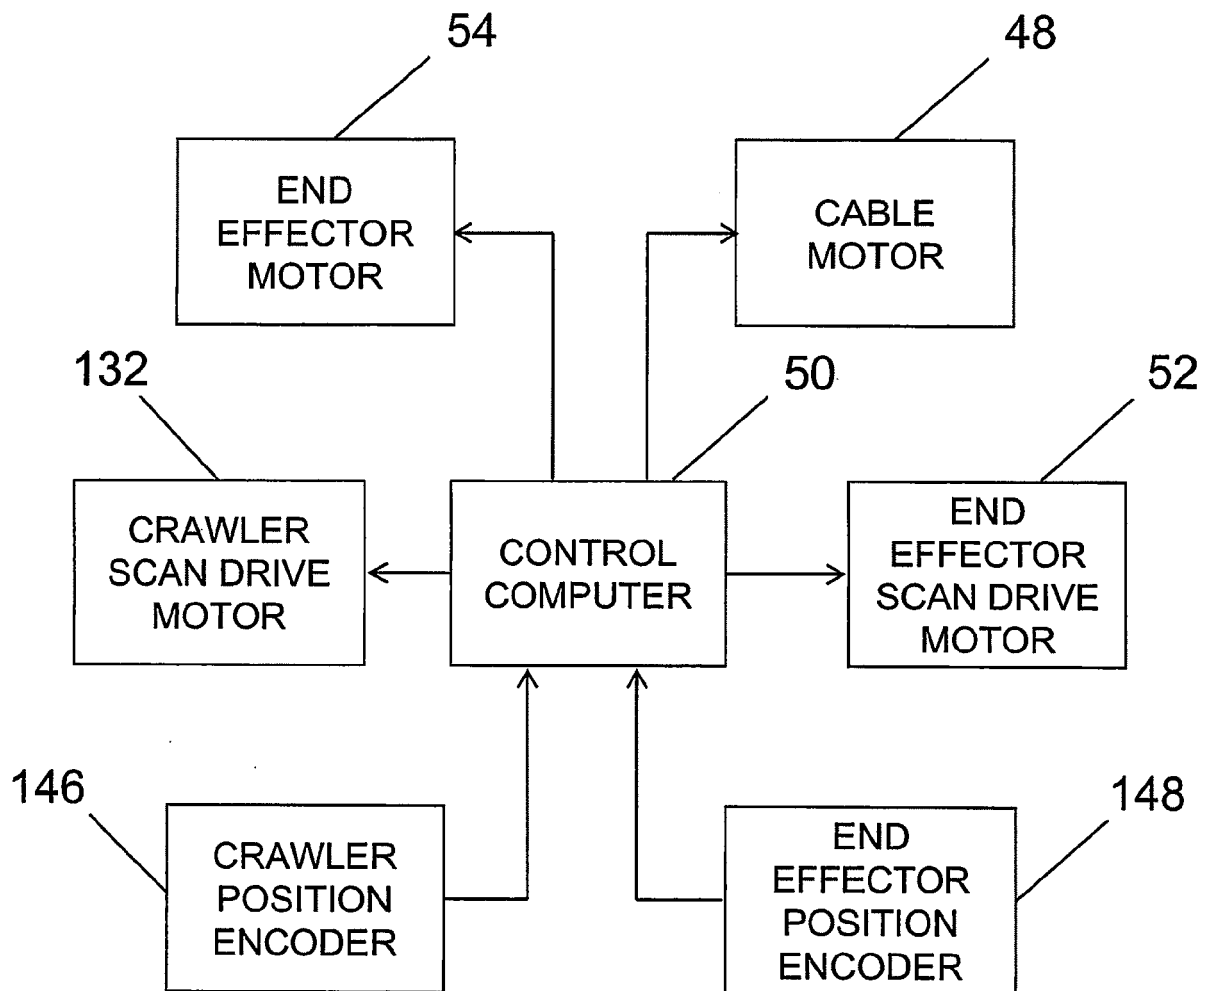 54
48
END
EFFECTOR
MOTOR
CABLE
MOTOR
132
50
52
CRAWLER
SCAN DRIVE
MOTOR
CONTROL
COMPUTER
END
EFFECTOR
SCAN DRIVE
MOTOR
146
148
CRAWLER
POSITION
ENCODER
END
EFFECTOR
POSITION
ENCODER